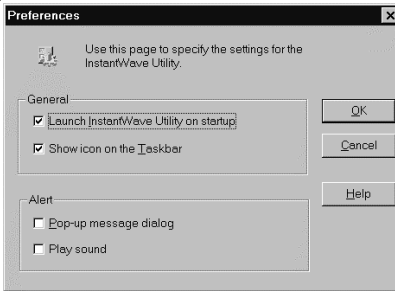 Preferences
Use this page to specify the settings for the
InstantWave Utility.
General
Launch InstantWave Utility on startup
Show icon on the Taskbar
OK
Cancel
Help
Alert
Pop-up message dialog
Play sound